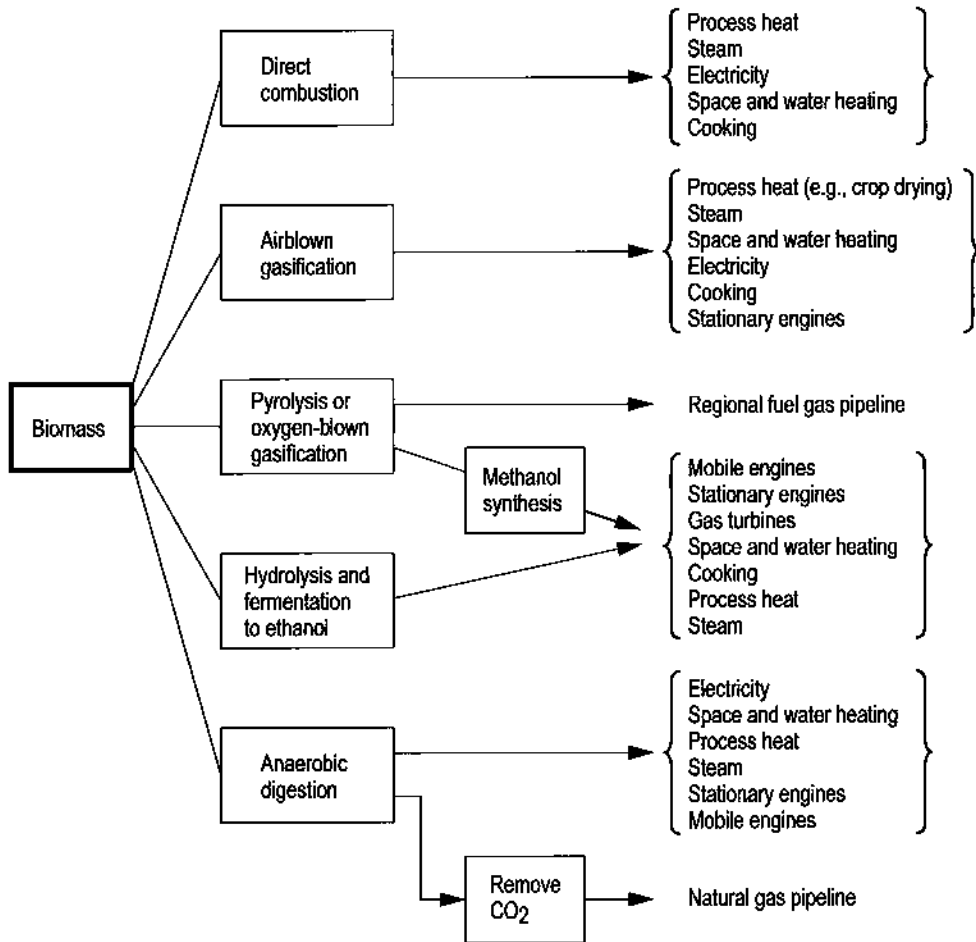 Direct
combustion
Process heat
Steam
Electricity
Space and water heating
Cooking
Airblown
gasification
Process heat (e.g., crop drying)
Steam
Space and water heating
Electricity
Cooking
Stationary engines
Biomass
Pyrolysis or
oxygen-blown
gasification
Regional fuel gas pipeline
Methanol
synthesis
Mobile engines
Stationary engines
Gas turbines
Space and water heating
Cooking
Process heat
Steam
Hydrolysis and
fermentation
to ethanol
Anaerobic
digestion
Electricity
Space and water heating
Process heat
Steam
Stationary engines
Mobile engines
Remove
CO2
Natural gas pipeline